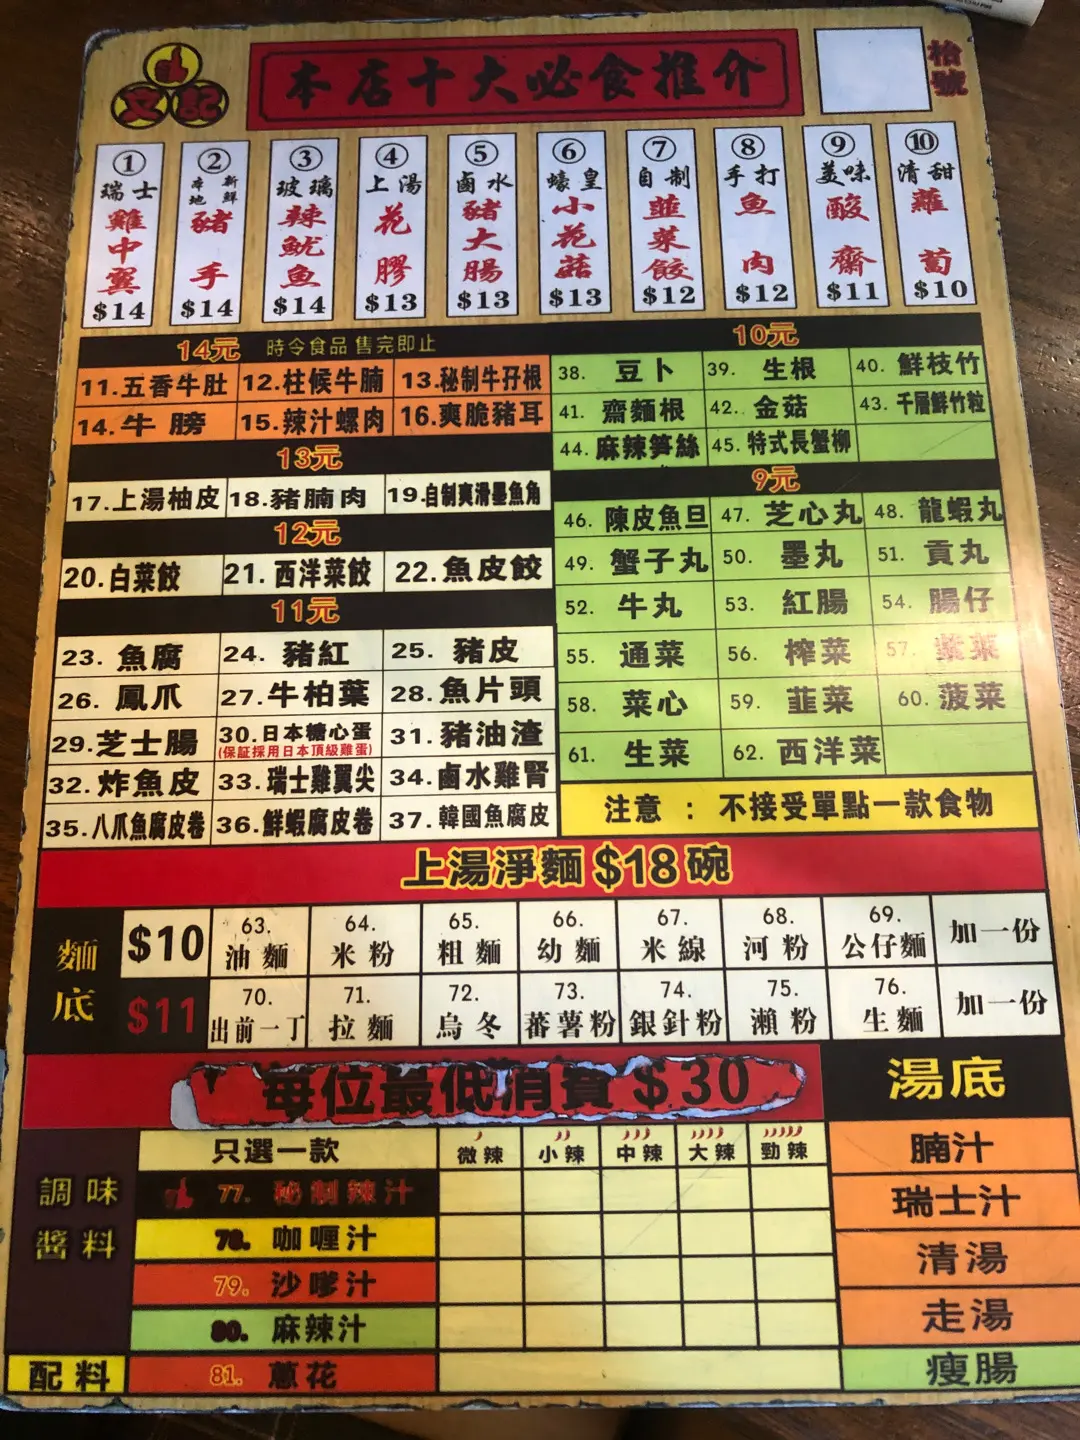 文記
本店十大必食推介
枱號
① 瑞士雞中翼 $14
② 新鮮本地豬手 $14
③ 玻璃辣魷魚 $14
④ 上湯花膠 $13
⑤ 鹵水豬大腸 $13
⑥ 蠔皇小花菇 $13
⑦ 自制韮菜餃 $12
⑧ 手打魚肉 $12
⑨ 美味酸齋 $11
⑩ 清甜蘿蔔 $10
14元 時令食品 售完即止
11.五香牛肚 12.柱候牛腩 13.秘制牛孖根
14.牛膀 15.辣汁螺肉 16.爽脆豬耳
13元
17.上湯柚皮 18.豬腩肉 19.自制爽滑墨魚角
12元
20.白菜餃 21.西洋菜餃 22.魚皮餃
11元
23.魚腐 24.豬紅 25.豬皮
26.鳳爪 27.牛柏葉 28.魚片頭
29.芝士腸 30.日本糖心蛋 31.豬油渣
(保証採用日本頂級雞蛋)
32.炸魚皮 33.瑞士雞翼尖 34.鹵水雞腎
35.八爪魚腐皮卷 36.鮮蝦腐皮卷 37.韓國魚腐皮
10元
38.豆卜 39.生根 40.鮮枝竹
41.齋麵根 42.金菇 43.千層鮮竹粒
44.麻辣笋絲 45.特式長蟹柳
9元
46.陳皮魚旦 47.芝心丸 48.龍蝦丸
49.蟹子丸 50.墨丸 51.貢丸
52.牛丸 53.紅腸 54.腸仔
55.通菜 56.榨菜 57.紫菜
58.菜心 59.韮菜 60.菠菜
61.生菜 62.西洋菜
注意 : 不接受單點一款食物
上湯淨麵$18碗
麵底
$10 63.油麵 64.米粉 65.粗麵 66.幼麵 67.米線 68.河粉 69.公仔麵 加一份
$11 70.出前一丁 71.拉麵 72.烏冬 73.蕃薯粉 74.銀針粉 75.瀨粉 76.生麵 加一份
每位最低消費$30
調味醬料
只選一款 微辣 小辣 中辣 大辣 勁辣
77.秘制辣汁
78.咖喱汁
79.沙嗲汁
80.麻辣汁
配料 81.蔥花
湯底
腩汁
瑞士汁
清湯
走湯
瘦腸